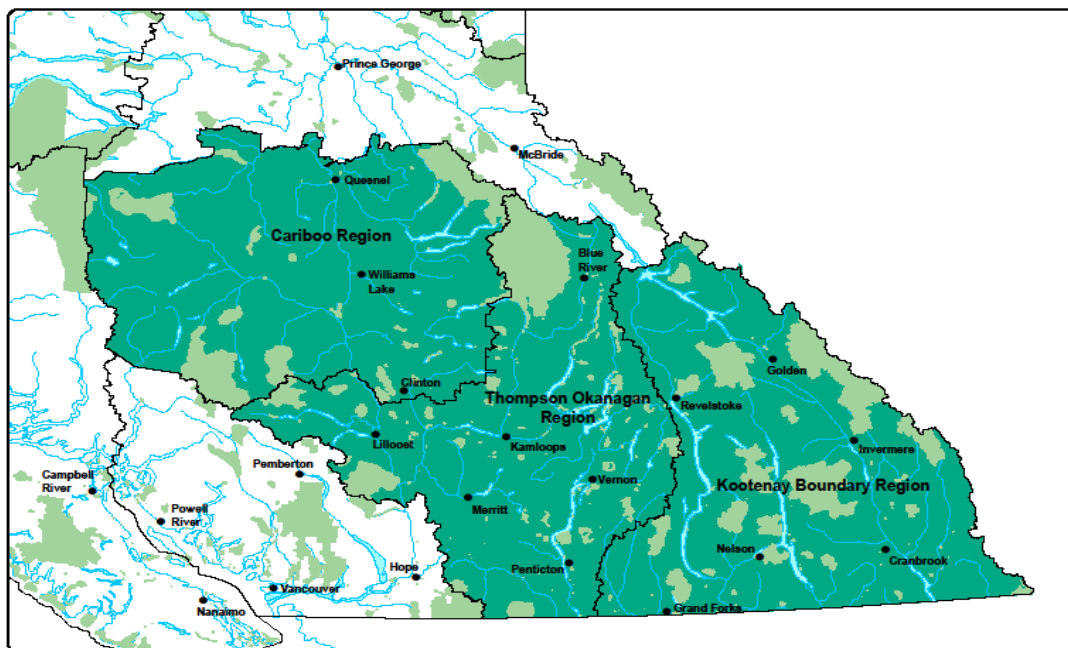 Prince George
McBride
Quesnel
Cariboo Region
Blue
River
Williams
Lake
Golden
Clinton
Thompson Okanagan
Region
Revelstoke
Lillooet
Kamloops
Invermere
Pemberton
Campbell
River
Vernon
Kootenay Boundary Region
Merritt
Powell
River
Nelson
Cranbrook
Hope
Penticton
Vancouver
Nanaimo
Grand Forks